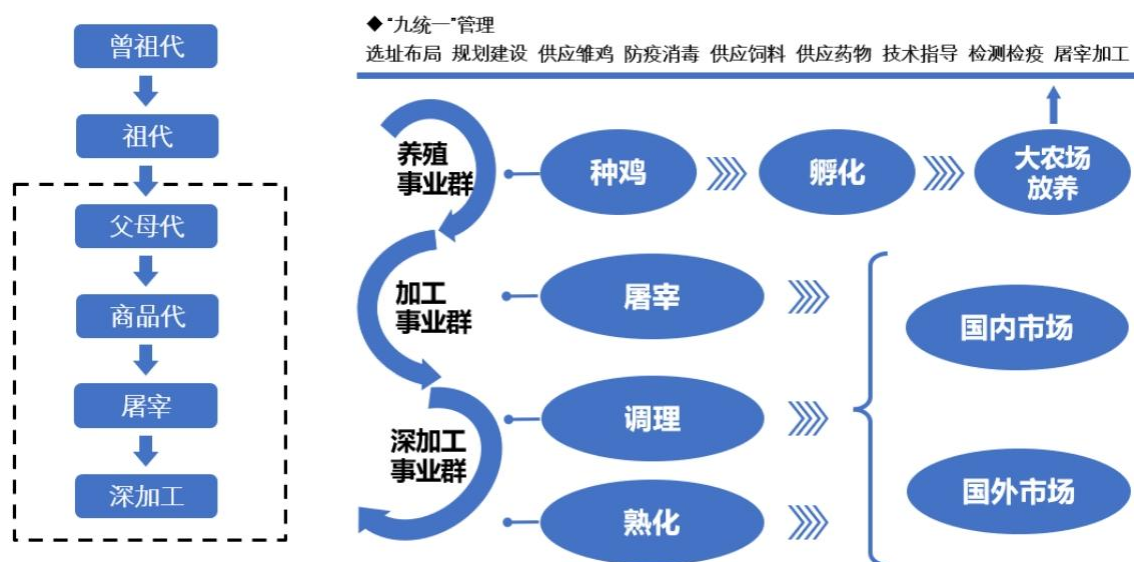 曾祖代
祖代
父母代
商品代
屠宰
深加工
◆“九统一”管理
选址布局 规划建设 供应雏鸡 防疫消毒 供应饲料 供应药物 技术指导 检测检疫 屠宰加工
养殖
事业群
种鸡
孵化
大农场
放养
加工
事业群
屠宰
国内市场
深加工
事业群
调理
熟化
国外市场